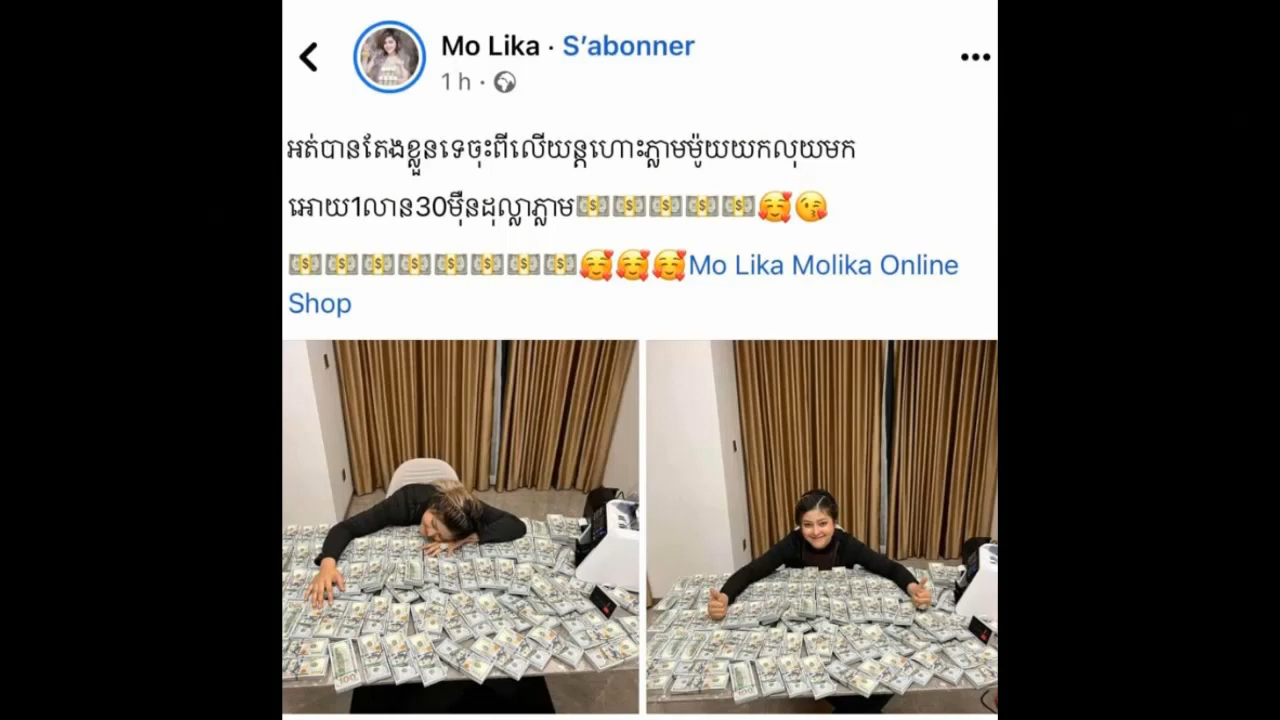 Mo Lika · S'abonner
1 h ·
អត់បានតែងខ្លួនទេចុះពីលើយន្តហោះភ្លាមម៉ូយយកលុយមក
អោយ1លាន30ម៉ឺនដុល្លាភ្លាម💵💵💵💵💵🥰😘
💵💵💵💵💵💵💵💵🥰🥰🥰Mo Lika Molika Online
Shop